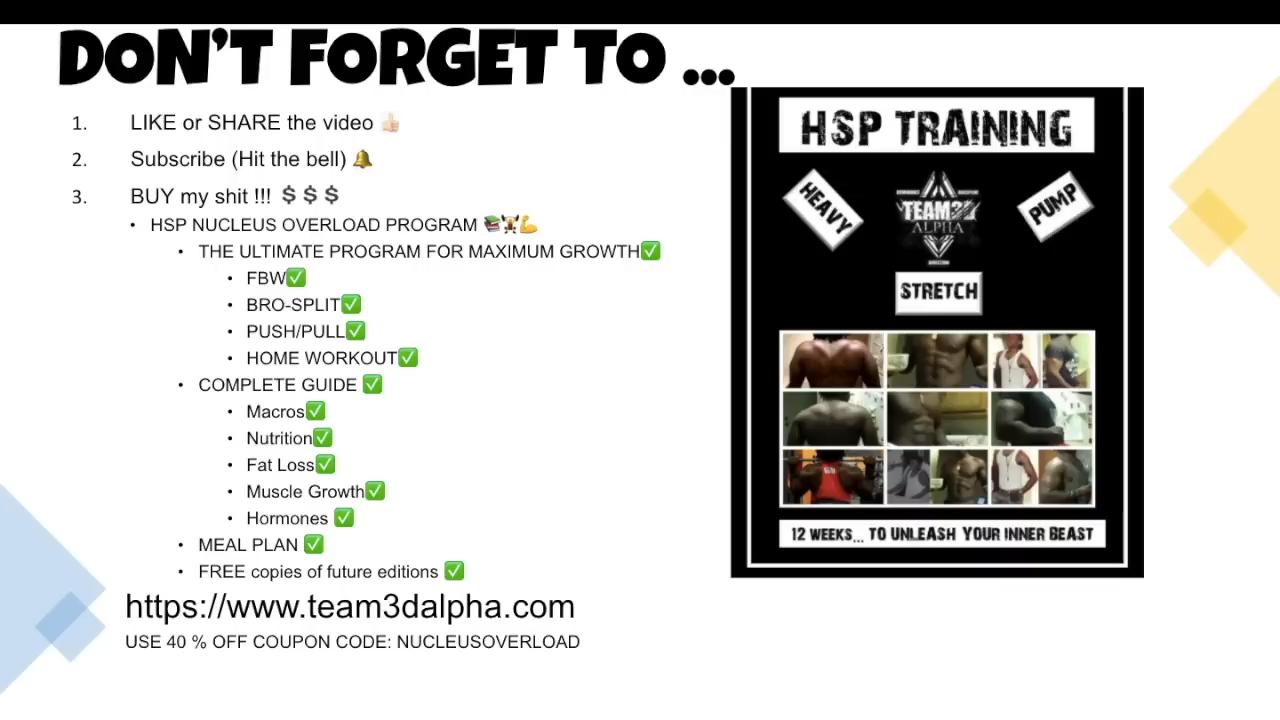 DON'T FORGET TO ...
1. LIKE or SHARE the video 👍🏻
2. Subscribe (Hit the bell) 🔔
3. BUY my shit !!! $ $ $
• HSP NUCLEUS OVERLOAD PROGRAM 📚🏋️💪
• THE ULTIMATE PROGRAM FOR MAXIMUM GROWTH✅
• FBW✅
• BRO-SPLIT✅
• PUSH/PULL✅
• HOME WORKOUT✅
• COMPLETE GUIDE ✅
• Macros✅
• Nutrition✅
• Fat Loss✅
• Muscle Growth✅
• Hormones ✅
• MEAL PLAN ✅
• FREE copies of future editions ✅
https://www.team3dalpha.com
USE 40 % OFF COUPON CODE: NUCLEUSOVERLOAD
HSP TRAINING
HEAVY
TEAM3D
ALPHA
PUMP
STRETCH
12 WEEKS... TO UNLEASH YOUR INNER BEAST